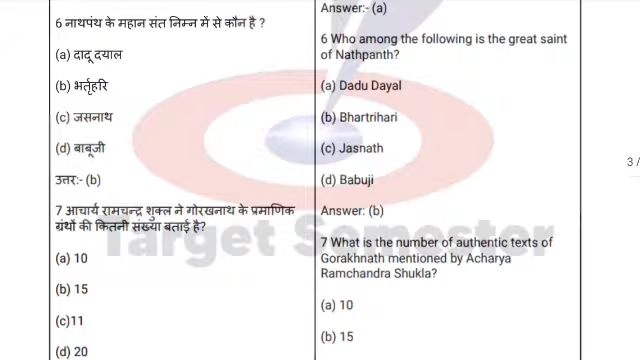 6 नाथपंथ के महान संत निम्न में से कौन है ?
(a) दादू दयाल
(b) भर्तृहरि
(c) जसनाथ
(d) बाबूजी
उत्तर:- (b)
7 आचार्य रामचन्द्र शुक्ल ने गोरखनाथ के प्रमाणिक
ग्रंथों की कितनी संख्या बताई है?
(a) 10
(b) 15
(c)11
(d) 20
Answer:- (a)
6 Who among the following is the great saint
of Nathpanth?
(a) Dadu Dayal
(b) Bhartrihari
(c) Jasnath
(d) Babuji
Answer: (b)
7 What is the number of authentic texts of
Gorakhnath mentioned by Acharya
Ramchandra Shukla?
(a) 10
(b) 15
3 /
Target Semester